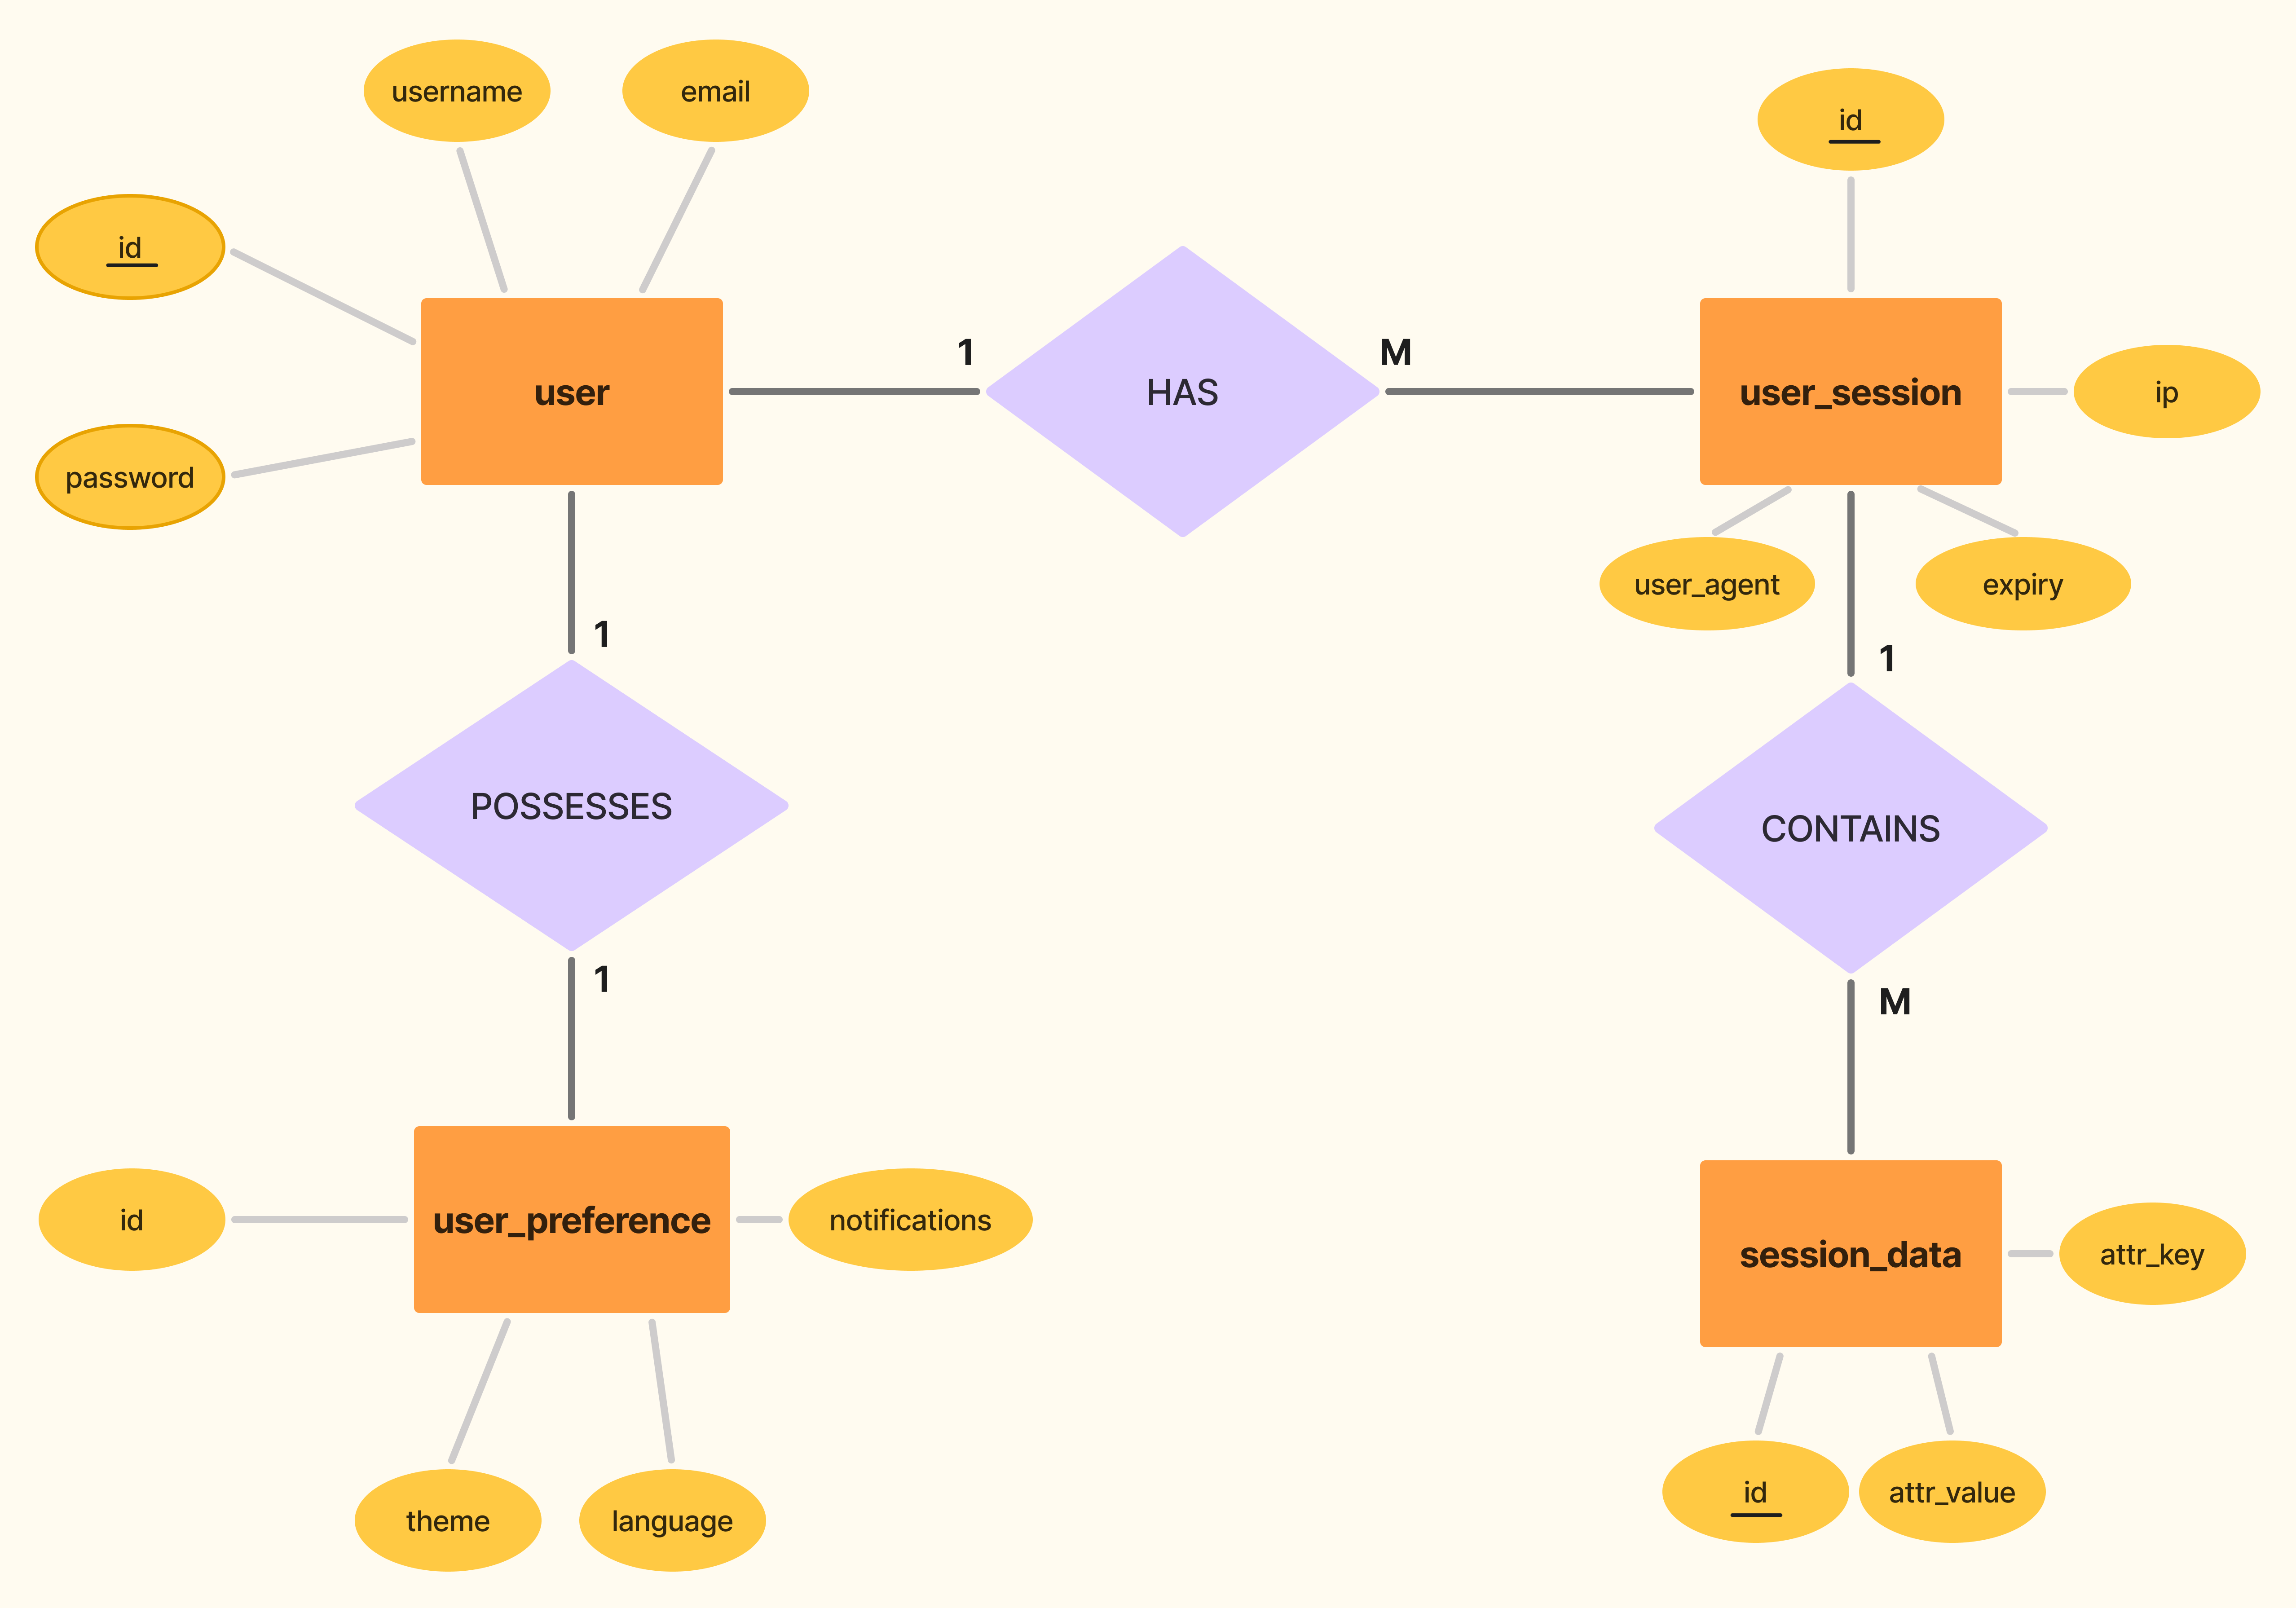 username
email
id
id
user
1
HAS
M
user_session
ip
password
user_agent
expiry
1
1
POSSESSES
CONTAINS
1
M
id
user_preference
notifications
session_data
attr_key
theme
language
id
attr_value